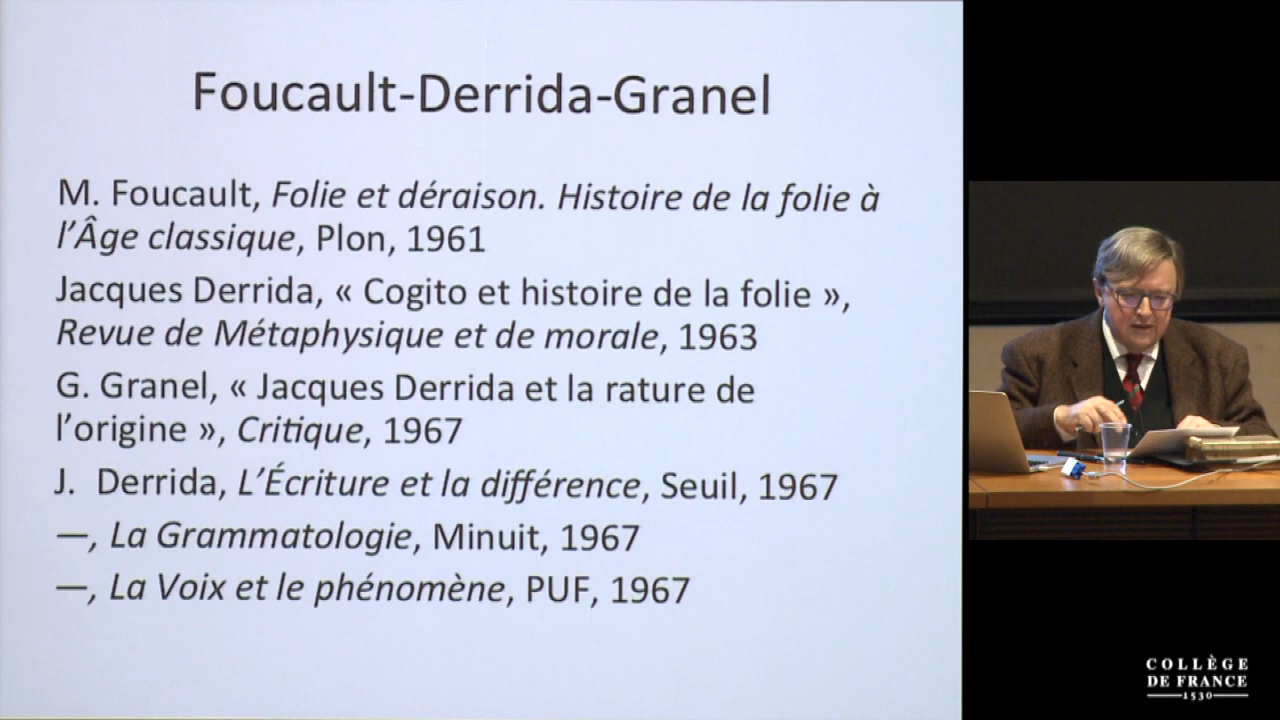 Foucault-Derrida-Granel
M. Foucault, Folie et déraison. Histoire de la folie à
l’Âge classique, Plon, 1961
Jacques Derrida, « Cogito et histoire de la folie »,
Revue de Métaphysique et de morale, 1963
G. Granel, « Jacques Derrida et la rature de
l’origine », Critique, 1967
J.  Derrida, L’Écriture et la différence, Seuil, 1967
—, La Grammatologie, Minuit, 1967
—, La Voix et le phénomène, PUF, 1967
COLLÈGE
DE FRANCE
1530